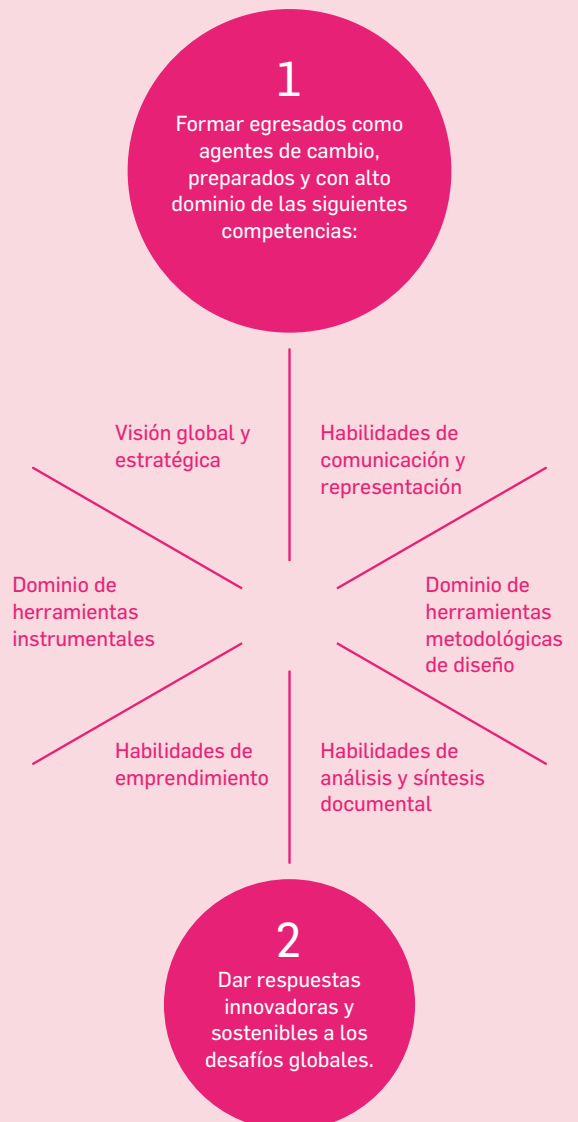 1
Formar egresados como
agentes de cambio,
preparados y con alto
dominio de las siguientes
competencias:
Visión global y
estratégica
Habilidades de
comunicación y
representación
Dominio de
herramientas
instrumentales
Dominio de
herramientas
metodológicas
de diseño
Habilidades de
emprendimiento
Habilidades de
análisis y síntesis
documental
2
Dar respuestas
innovadoras y
sostenibles a los
desafíos globales.